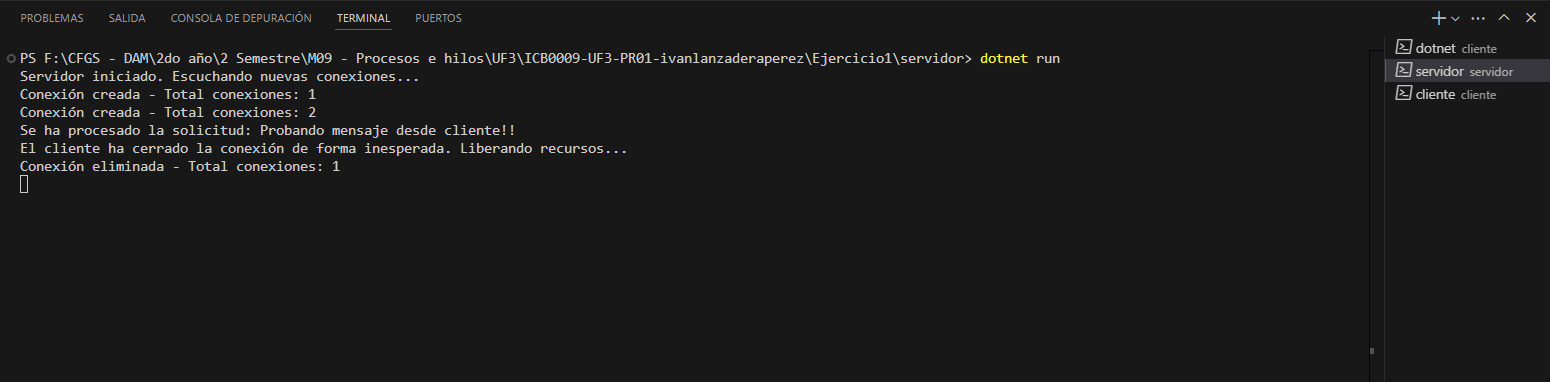 PROBLEMAS SALIDA CONSOLA DE DEPURACIÓN TERMINAL PUERTOS
PS F:\CFGS - DAM\2do año\2 Semestre\M09 - Procesos e hilos\UF3\ICB0009-UF3-PR01-ivanlanzaderaperez\Ejercicio1\servidor> dotnet run
Servidor iniciado. Escuchando nuevas conexiones...
Conexión creada - Total conexiones: 1
Conexión creada - Total conexiones: 2
Se ha procesado la solicitud: Probando mensaje desde cliente!!
El cliente ha cerrado la conexión de forma inesperada. Liberando recursos...
Conexión eliminada - Total conexiones: 1
dotnet cliente
servidor servidor
cliente cliente